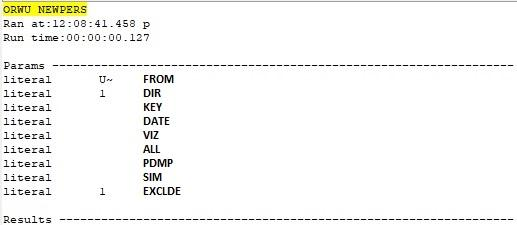 ORWU NEWPERS
Ran at:12:08:41.458 p
Run time:00:00:00.127
Params ------------------------------------------------------------------
literal U~ FROM
literal 1 DIR
literal KEY
literal DATE
literal VIZ
literal ALL
literal PDMP
literal SIM
literal 1 EXCLDE
Results -----------------------------------------------------------------